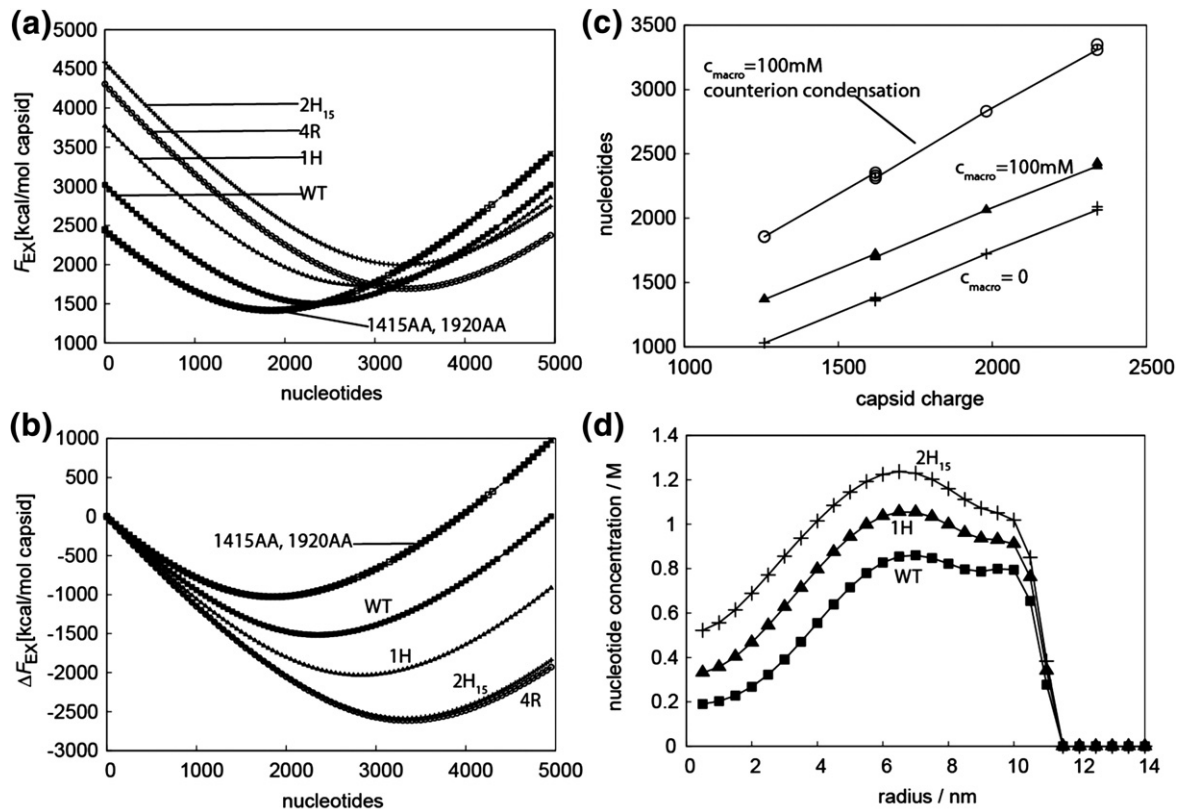 (a)
5000
4500
4000
3500
3000
2500
2000
1500
1000
F_EX[kcal/mol capsid]
2H_15
4R
1H
WT
1415AA, 1920AA
0 1000 2000 3000 4000 5000
nucleotides
(b)
1000
500
0
-500
-1000
-1500
-2000
-2500
-3000
ΔF_EX[kcal/mol capsid]
1415AA, 1920AA
WT
1H
2H_15
4R
0 1000 2000 3000 4000 5000
nucleotides
(c)
3500
3000
2500
2000
1500
1000
nucleotides
c_macro=100mM
counterion condensation
c_macro=100mM
c_macro= 0
1000 1500 2000 2500
capsid charge
(d)
1.4
1.2
1
0.8
0.6
0.4
0.2
0
nucleotide concentration / M
2H_15
1H
WT
0 2 4 6 8 10 12 14
radius / nm